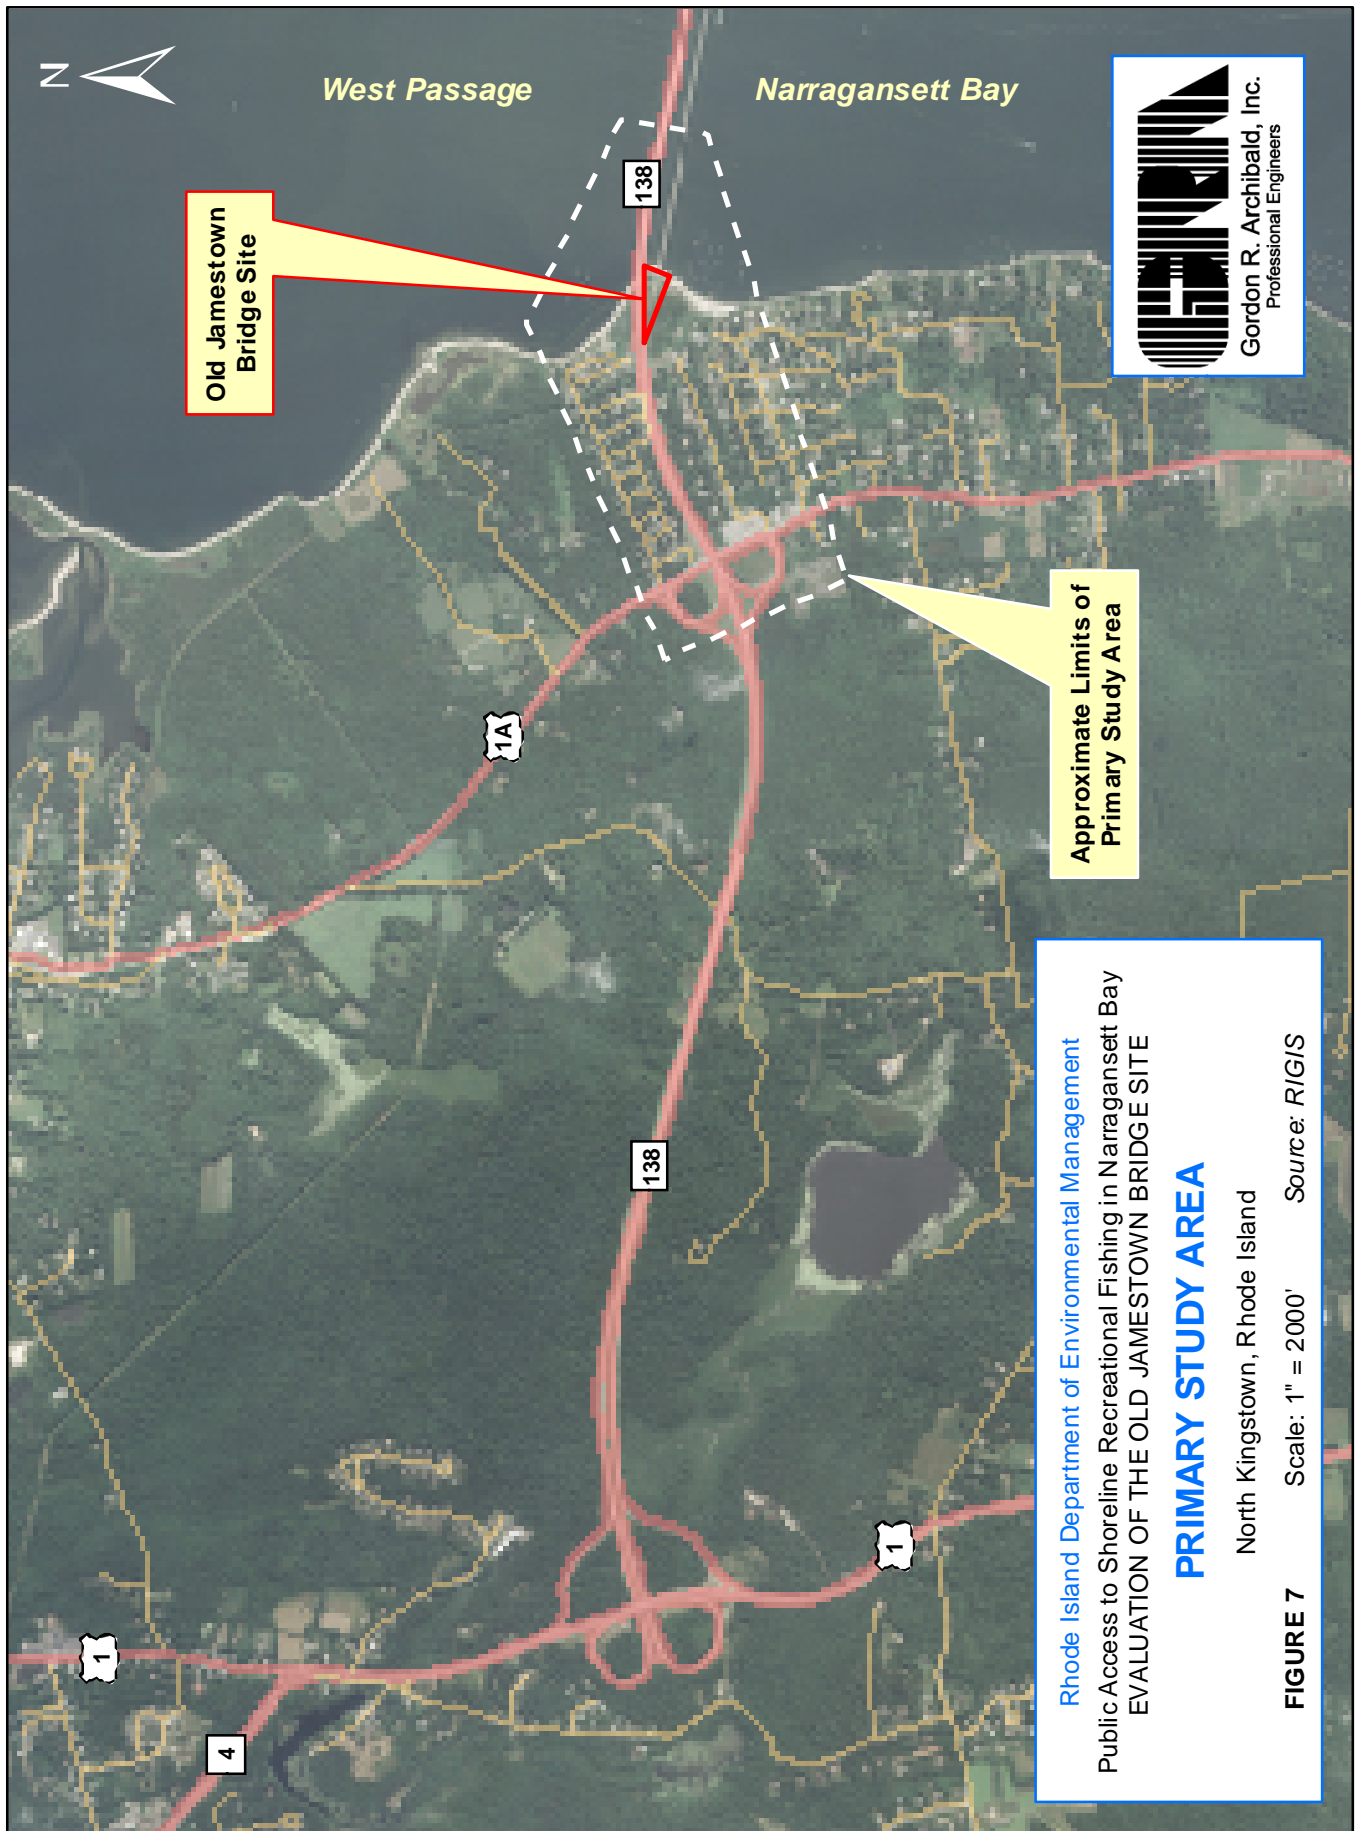 N
West Passage
Narragansett Bay
Old Jamestown
Bridge Site
138
Gordon R. Archibald, Inc.
Professional Engineers
1A
Approximate Limits of
Primary Study Area
138
1
1
4
Rhode Island Department of Environmental Management
Public Access to Shoreline Recreational Fishing in Narragansett Bay
EVALUATION OF THE OLD JAMESTOWN BRIDGE SITE
PRIMARY STUDY AREA
North Kingstown, Rhode Island
FIGURE 7 Scale: 1" = 2000' Source: RIGIS